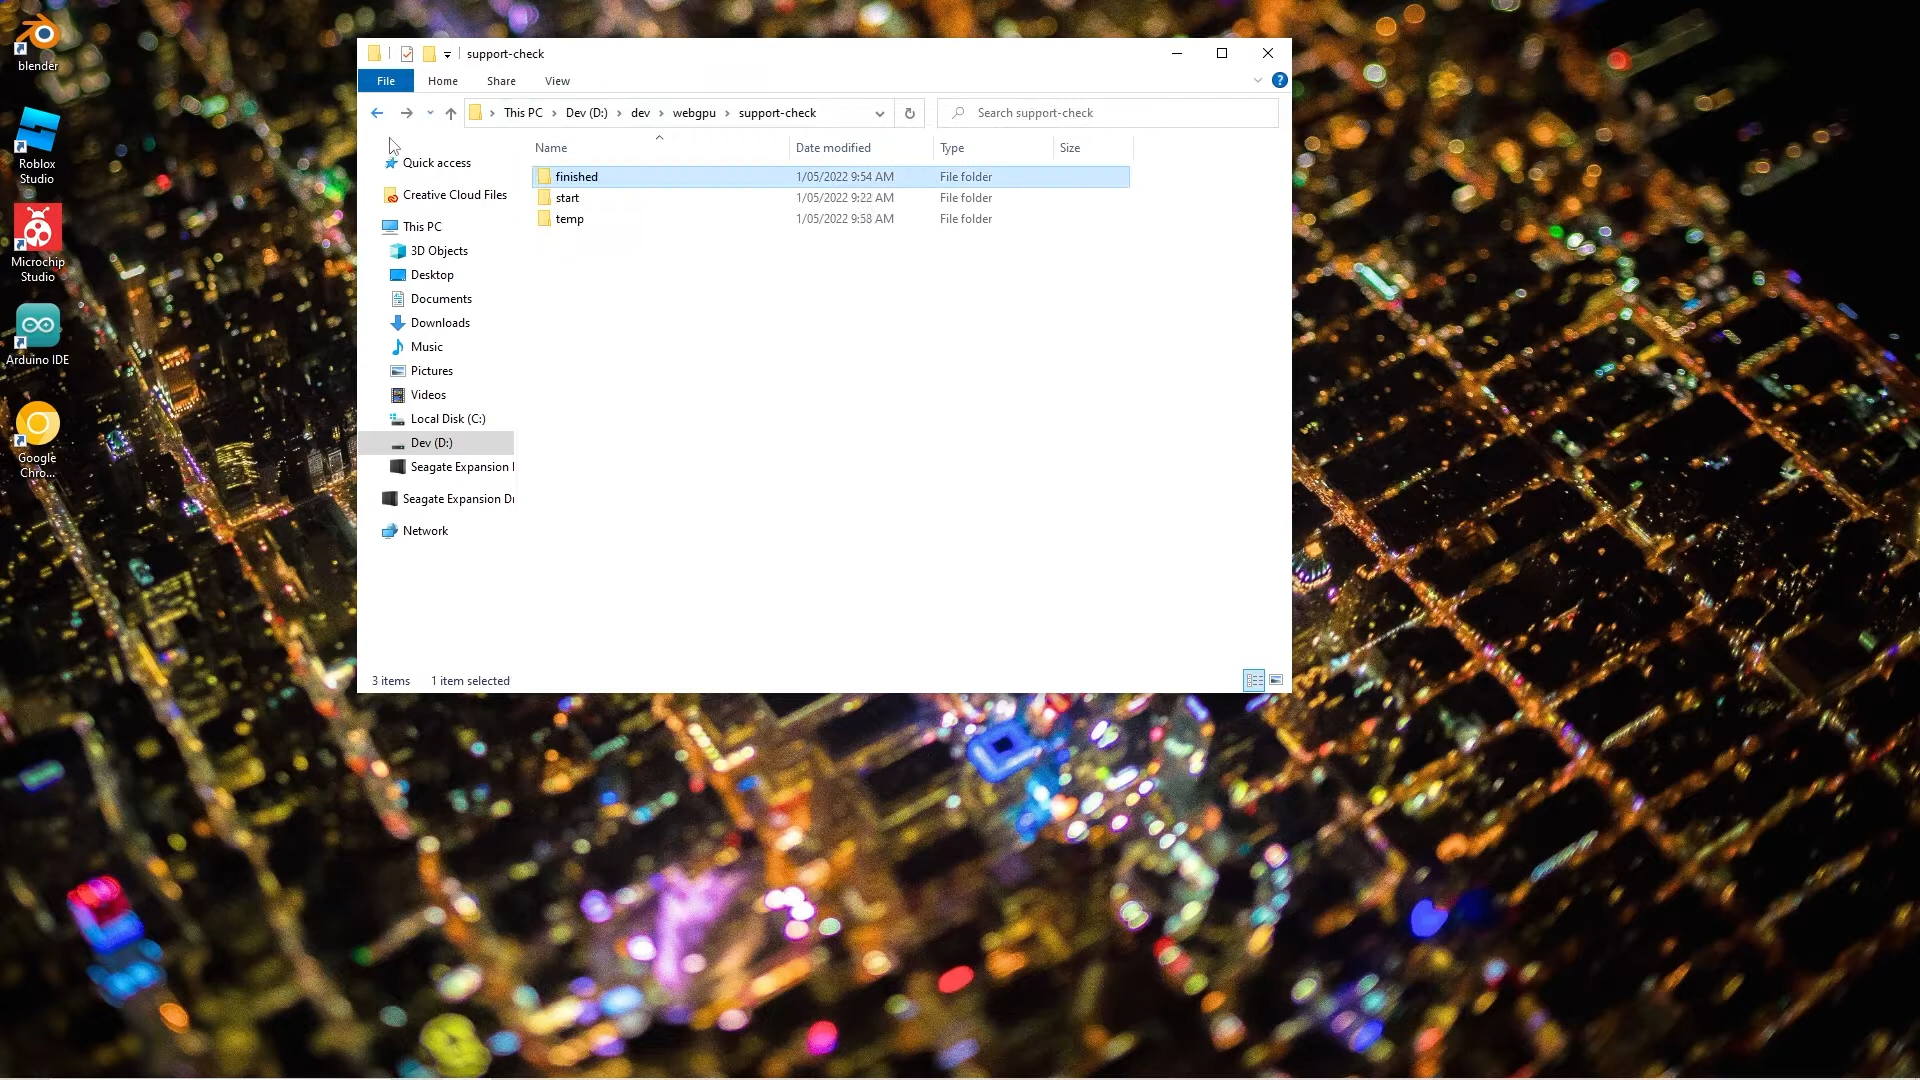 blender
Roblox
Studio
Microchip
Studio
Arduino IDE
Google
Chro...
support-check
File
Home
Share
View
?
This PC
Dev (D:)
dev
webgpu
support-check
Search support-check
Name
Date modified
Type
Size
Quick access
Creative Cloud Files
This PC
3D Objects
Desktop
Documents
Downloads
Music
Pictures
Videos
Local Disk (C:)
Dev (D:)
Seagate Expansion
Seagate Expansion
Network
finished 1/05/2022 9:54 AM File folder
start 1/05/2022 9:22 AM File folder
temp 1/05/2022 9:58 AM File folder
3 items
1 item selected